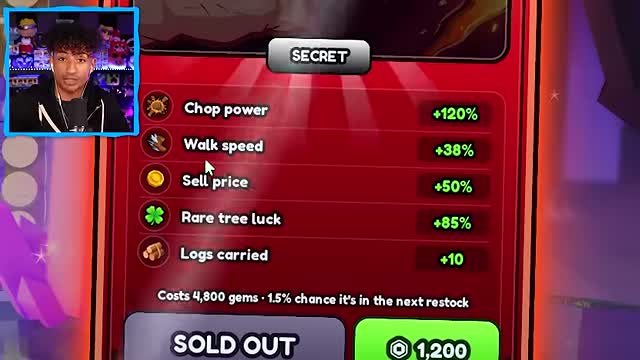 SECRET
Chop power +120%
Walk speed +38%
Sell price +50%
Rare tree luck +85%
Logs carried +10
Costs 4,800 gems · 1.5% chance it's in the next restock
SOLD OUT 1,200